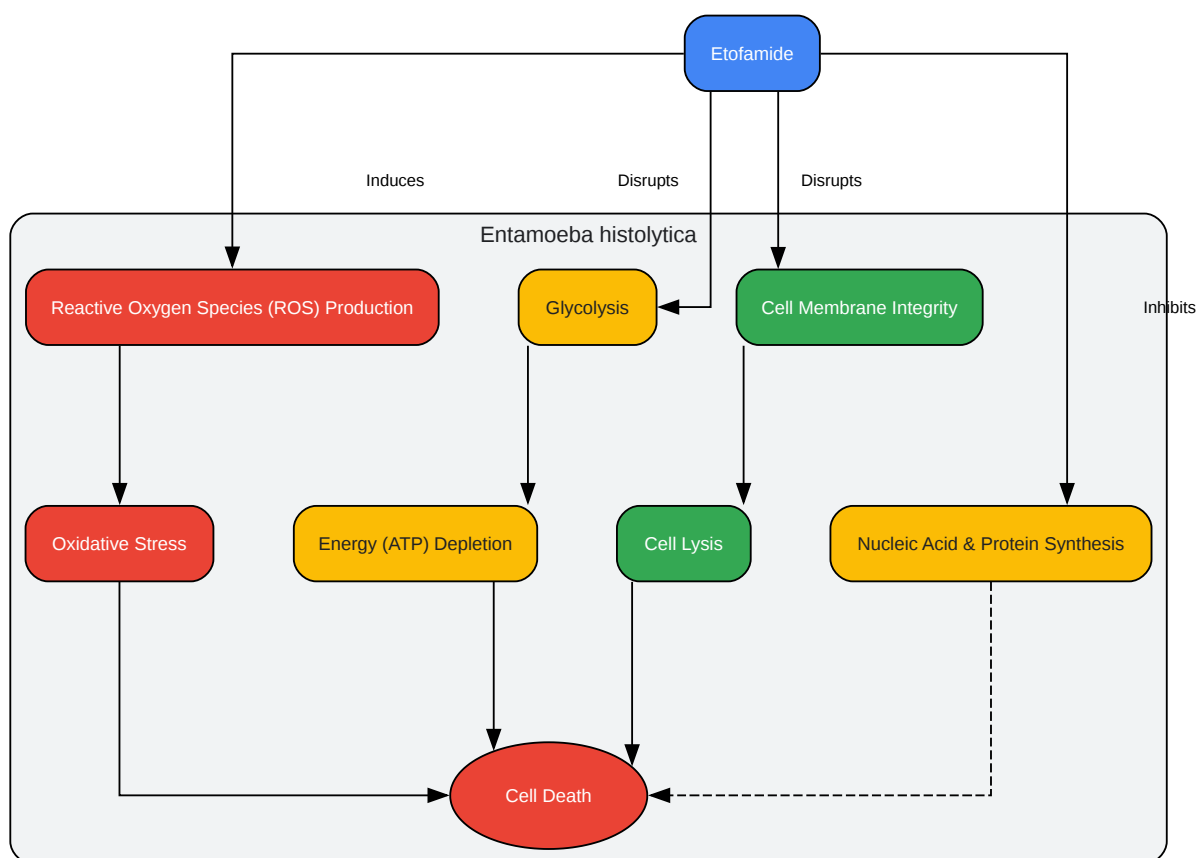 Etofamide
Induces
Disrupts
Disrupts
Entamoeba histolytica
Reactive Oxygen Species (ROS) Production
Glycolysis
Cell Membrane Integrity
Inhibits
Oxidative Stress
Energy (ATP) Depletion
Cell Lysis
Nucleic Acid & Protein Synthesis
Cell Death